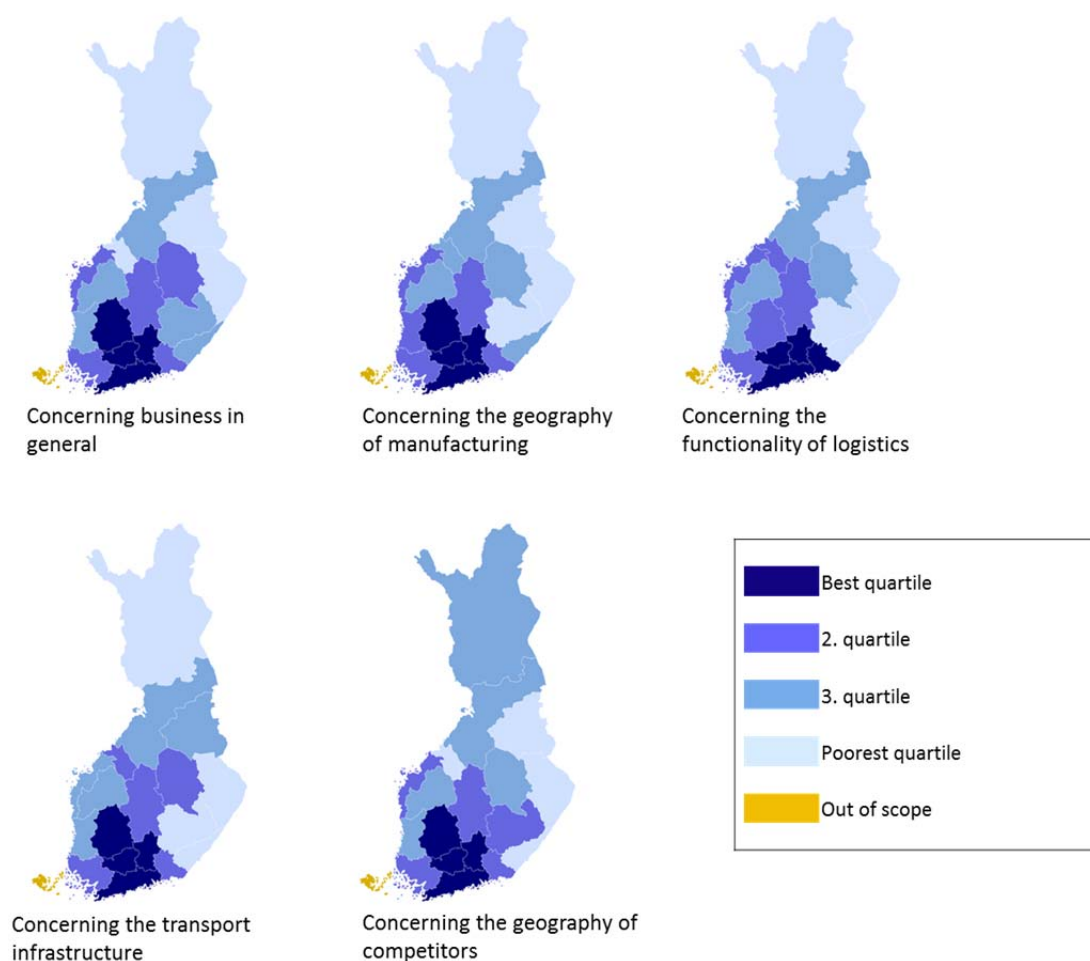 Concerning business in
general
Concerning the geography
of manufacturing
Concerning the
functionality of logistics
Concerning the transport
infrastructure
Concerning the geography of
competitors
Best quartile
2. quartile
3. quartile
Poorest quartile
Out of scope